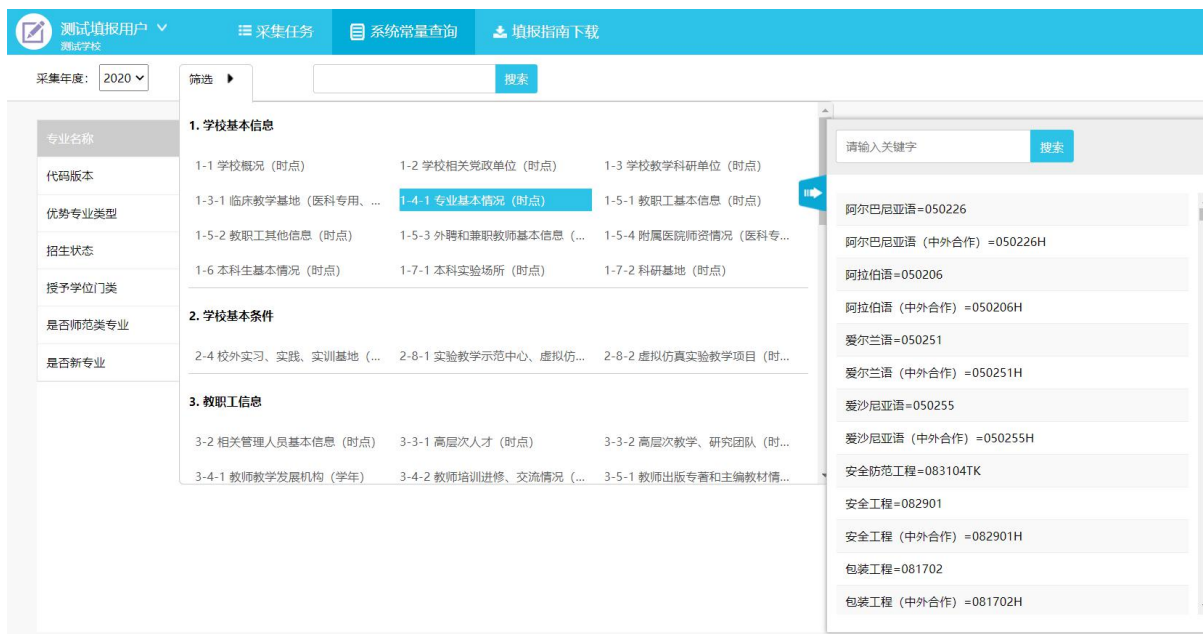 测试填报用户
测试学校
采集任务
系统常量查询
填报指南下载
采集年度: 2020
筛选
搜索
专业名称
代码版本
优势专业类型
招生状态
授予学位门类
是否师范类专业
是否新专业
1. 学校基本信息
1-1 学校概况（时点） 1-2 学校相关党政单位（时点） 1-3 学校教学科研单位（时点）
1-3-1 临床教学基地（医科专用、... 1-4-1 专业基本情况（时点） 1-5-1 教职工基本信息（时点）
1-5-2 教职工其他信息（时点） 1-5-3 外聘和兼职教师基本信息（... 1-5-4 附属医院师资情况（医科专...
1-6 本科生基本情况（时点） 1-7-1 本科实验场所（时点） 1-7-2 科研基地（时点）
2. 学校基本条件
2-4 校外实习、实践、实训基地（... 2-8-1 实验教学示范中心、虚拟仿... 2-8-2 虚拟仿真实验教学项目（时...
3. 教职工信息
3-2 相关管理人员基本信息（时点） 3-3-1 高层次人才（时点） 3-3-2 高层次教学、研究团队（时...
3-4-1 教师教学发展机构（学年） 3-4-2 教师培训进修、交流情况（... 3-5-1 教师出版专著和主编教材情...
请输入关键字 搜索
阿尔巴尼亚语=050226
阿尔巴尼亚语（中外合作）=050226H
阿拉伯语=050206
阿拉伯语（中外合作）=050206H
爱尔兰语=050251
爱尔兰语（中外合作）=050251H
爱沙尼亚语=050255
爱沙尼亚语（中外合作）=050255H
安全防范工程=083104TK
安全工程=082901
安全工程（中外合作）=082901H
包装工程=081702
包装工程（中外合作）=081702H